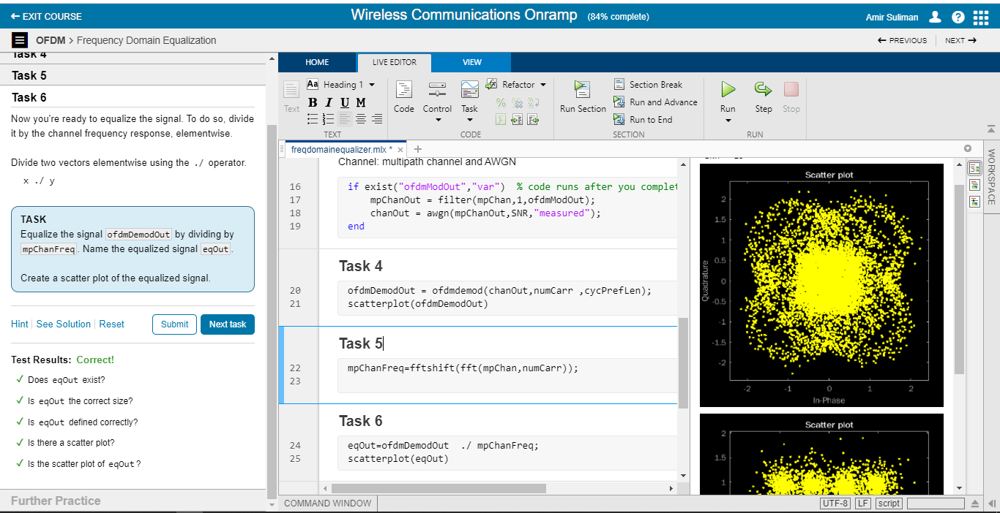 ← EXIT COURSE
Wireless Communications Onramp (84% complete)
Amir Suliman
OFDM > Frequency Domain Equalization
← PREVIOUS
NEXT →
Task 4
Task 5
Task 6
Now you're ready to equalize the signal. To do so, divide
it by the channel frequency response, elementwise.
Divide two vectors elementwise using the ./ operator.
x ./ y
TASK
Equalize the signal ofdmDemodOut by dividing by
mpChanFreq. Name the equalized signal eqOut.
Create a scatter plot of the equalized signal.
Hint | See Solution | Reset
Submit
Next task
Test Results: Correct!
✓ Does eqOut exist?
✓ Is eqOut the correct size?
✓ Is eqOut defined correctly?
✓ Is there a scatter plot?
✓ Is the scatter plot of eqOut?
Further Practice
HOME
LIVE EDITOR
VIEW
Text
Aa Heading 1
B I U M
TEXT
Code
Control
Task
Refactor
CODE
Run Section
Section Break
Run and Advance
Run to End
SECTION
Run
Step
Stop
RUN
freqdomainequalizer.mlx * × +
Channel: multipath channel and AWGN
16 if exist("ofdmModOut","var") % code runs after you complet
17 mpChanOut = filter(mpChan,1,ofdmModOut);
18 chanOut = awgn(mpChanOut,SNR,"measured");
19 end
Task 4
20 ofdmDemodOut = ofdmdemod(chanOut,numCarr ,cycPrefLen);
21 scatterplot(ofdmDemodOut)
Task 5
22 mpChanFreq=fftshift(fft(mpChan,numCarr));
23
Task 6
24 eqOut=ofdmDemodOut ./ mpChanFreq;
25 scatterplot(eqOut)
COMMAND WINDOW
Scatter plot
Quadrature
2
1.5
1
0.5
0
-0.5
-1
-1.5
-2
-2 -1 0 1 2
In-Phase
Scatter plot
2
1.5
1
WORKSPACE
UTF-8
LF
script